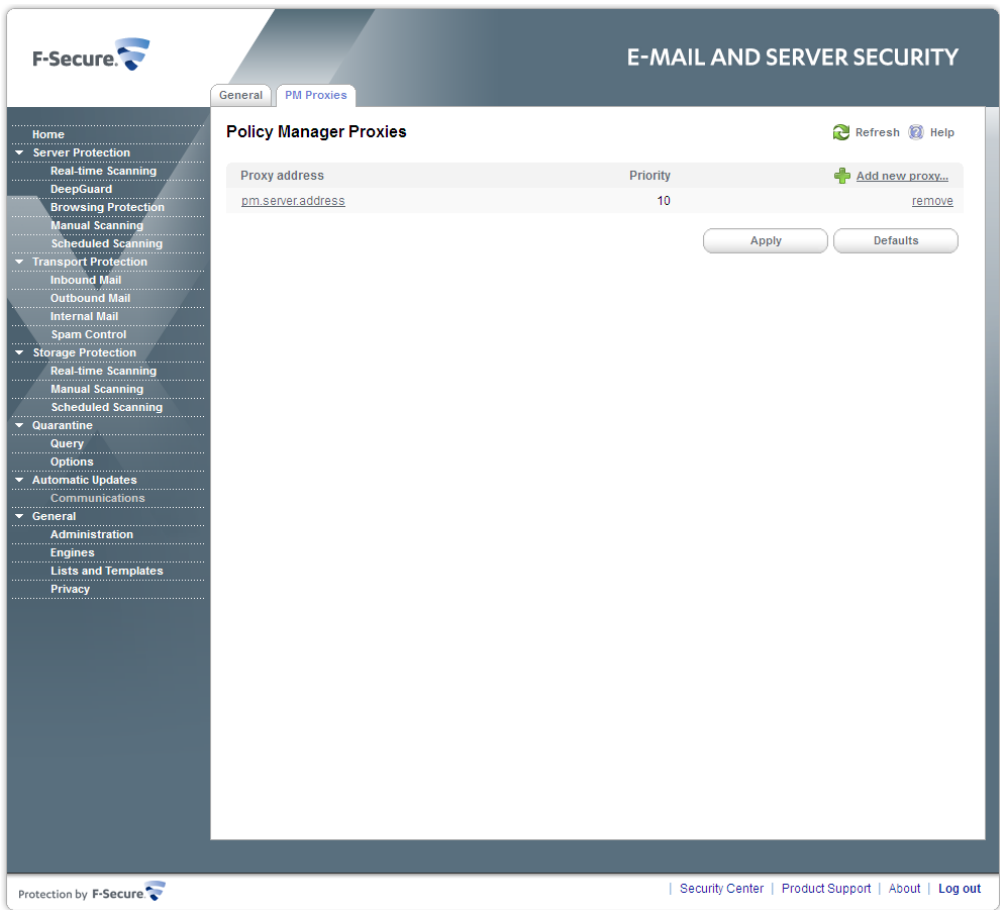 F-Secure.
E-MAIL AND SERVER SECURITY
General PM Proxies
Home
Server Protection
Real-time Scanning
DeepGuard
Browsing Protection
Manual Scanning
Scheduled Scanning
Transport Protection
Inbound Mail
Outbound Mail
Internal Mail
Spam Control
Storage Protection
Real-time Scanning
Manual Scanning
Scheduled Scanning
Quarantine
Query
Options
Automatic Updates
Communications
General
Administration
Engines
Lists and Templates
Privacy
Policy Manager Proxies Refresh Help
Proxy address Priority Add new proxy...
pm.server.address 10 remove
Apply Defaults
Protection by F-Secure.
| Security Center | Product Support | About | Log out